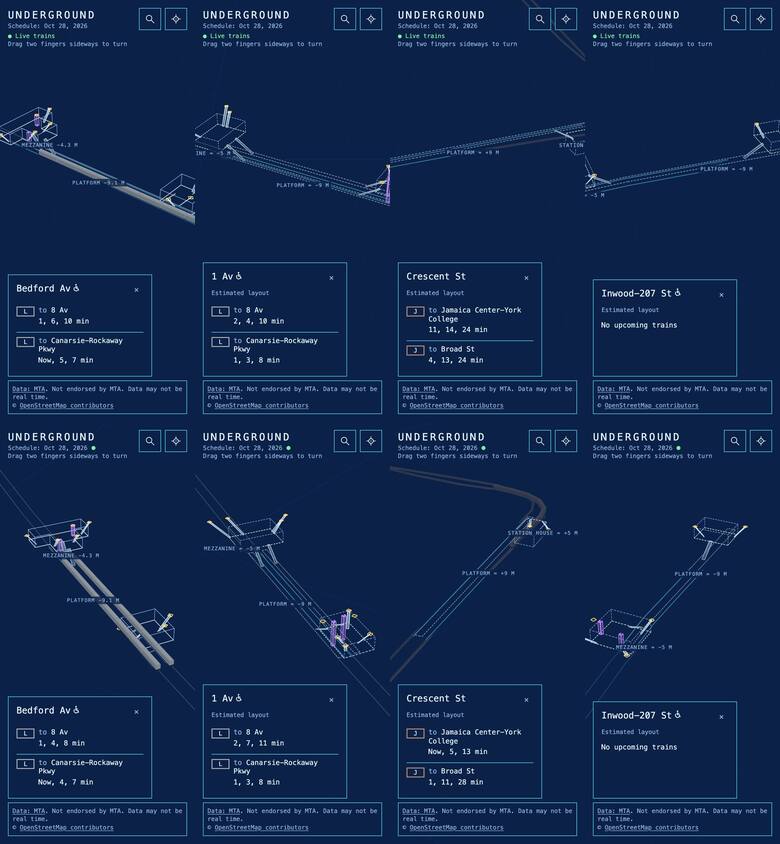 UNDERGROUND
Schedule: Oct 28, 2026
● Live trains
Drag two fingers sideways to turn
MEZZANINE −4.3 M
PLATFORM −9.1 M
Bedford Av ♿ ×
L to 8 Av
1, 6, 10 min
L to Canarsie–Rockaway
Pkwy
Now, 5, 7 min
Data: MTA. Not endorsed by MTA. Data may not be
real time.
© OpenStreetMap contributors
UNDERGROUND
Schedule: Oct 28, 2026
● Live trains
Drag two fingers sideways to turn
INE ≈ −5 M
PLATFORM ≈ −9 M
1 Av ♿ ×
Estimated layout
L to 8 Av
2, 4, 10 min
L to Canarsie–Rockaway
Pkwy
1, 3, 8 min
Data: MTA. Not endorsed by MTA. Data may not be
real time.
© OpenStreetMap contributors
UNDERGROUND
Schedule: Oct 28, 2026
● Live trains
Drag two fingers sideways to turn
PLATFORM ≈ +9 M
STATION
Crescent St ×
Estimated layout
J to Jamaica Center–York
College
11, 14, 24 min
J to Broad St
4, 13, 24 min
Data: MTA. Not endorsed by MTA. Data may not be
real time.
© OpenStreetMap contributors
UNDERGROUND
Schedule: Oct 28, 2026
● Live trains
Drag two fingers sideways to turn
PLATFORM ≈ −9 M
≈ −5 M
Inwood–207 St ♿ ×
Estimated layout
No upcoming trains
Data: MTA. Not endorsed by MTA. Data may not be
real time.
© OpenStreetMap contributors
UNDERGROUND
Schedule: Oct 28, 2026 ●
Drag two fingers sideways to turn
MEZZANINE −4.3 M
PLATFORM −9.1 M
Bedford Av ♿ ×
L to 8 Av
1, 4, 8 min
L to Canarsie–Rockaway
Pkwy
Now, 4, 7 min
Data: MTA. Not endorsed by MTA. Data may not be
real time.
© OpenStreetMap contributors
UNDERGROUND
Schedule: Oct 28, 2026 ●
Drag two fingers sideways to turn
MEZZANINE ≈ −5 M
PLATFORM ≈ −9 M
1 Av ♿ ×
Estimated layout
L to 8 Av
2, 7, 11 min
L to Canarsie–Rockaway
Pkwy
1, 3, 8 min
Data: MTA. Not endorsed by MTA. Data may not be
real time.
© OpenStreetMap contributors
UNDERGROUND
Schedule: Oct 28, 2026 ●
Drag two fingers sideways to turn
STATION HOUSE ≈ +5 M
PLATFORM ≈ +9 M
Crescent St ×
Estimated layout
J to Jamaica Center–York
College
Now, 5, 13 min
J to Broad St
1, 11, 28 min
Data: MTA. Not endorsed by MTA. Data may not be
real time.
© OpenStreetMap contributors
UNDERGROUND
Schedule: Oct 28, 2026 ●
Drag two fingers sideways to turn
PLATFORM ≈ −9 M
MEZZANINE ≈ −5 M
Inwood–207 St ♿ ×
Estimated layout
No upcoming trains
Data: MTA. Not endorsed by MTA. Data may not be
real time.
© OpenStreetMap contributors